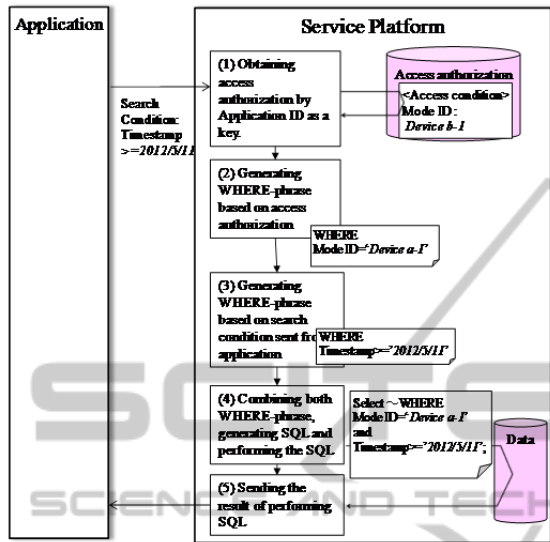 Application
Service Platform
(1) Obtaining
access
authorization by
Application ID as a
key.
Access authorization
<Access condition>
Mode ID :
Device b-1
Search
Condition:
Timestamp
>=2012/5/11
(2) Generating
WHERE-phrase
based on access
authorization
WHERE
Mode ID='Device a-1'
(3) Generating
WHERE-phrase
based on search
condition sent from
application
WHERE
Timestamp>='2012/5/11'
(4) Combining both
WHERE-phrase,
generating SQL and
performing the SQL
Select ～WHERE
Mode ID='Device a-1'
and
Timestamp>='2012/5/11';
Data
(5) Sending the
result of performing
SQL
SCIENCE AND TECH